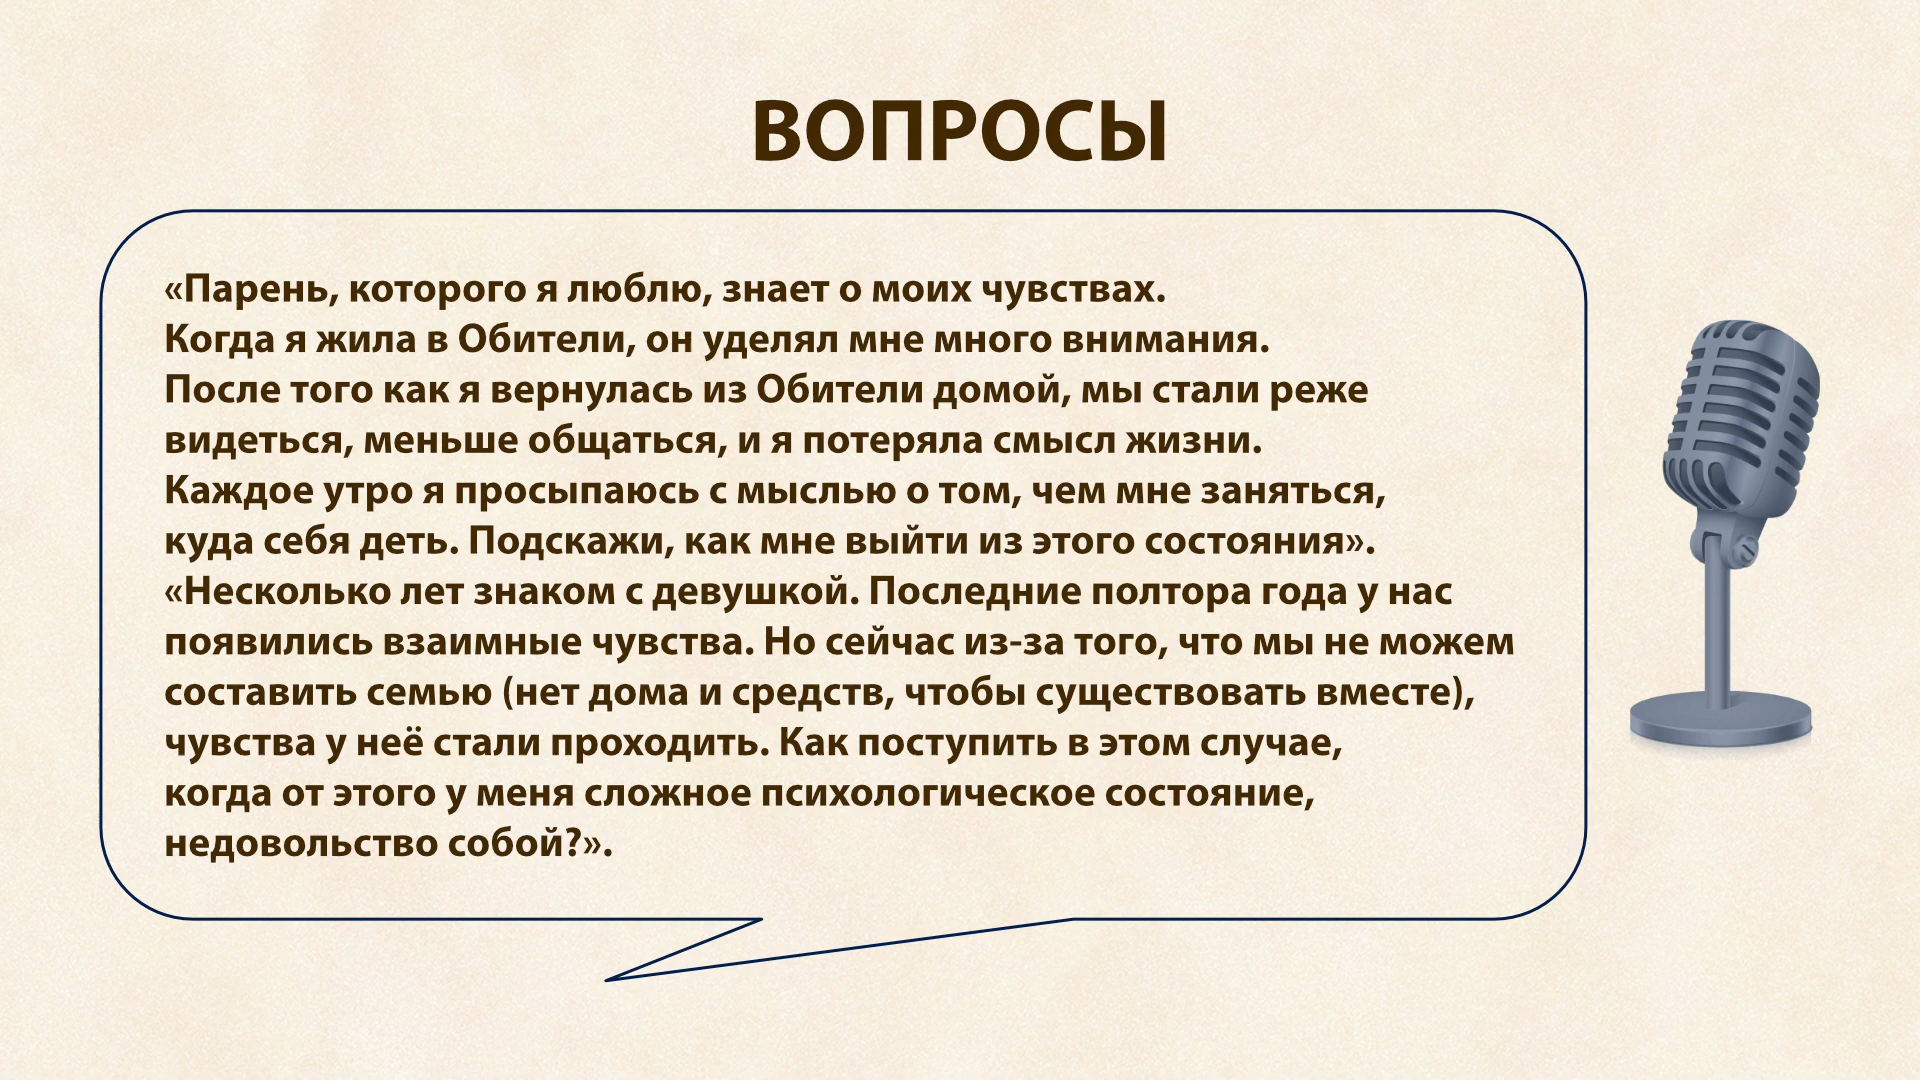 ВОПРОСЫ
«Парень, которого я люблю, знает о моих чувствах.
Когда я жила в Обители, он уделял мне много внимания.
После того как я вернулась из Обители домой, мы стали реже
видеться, меньше общаться, и я потеряла смысл жизни.
Каждое утро я просыпаюсь с мыслью о том, чем мне заняться,
куда себя деть. Подскажи, как мне выйти из этого состояния».
«Несколько лет знаком с девушкой. Последние полтора года у нас
появились взаимные чувства. Но сейчас из-за того, что мы не можем
составить семью (нет дома и средств, чтобы существовать вместе),
чувства у неё стали проходить. Как поступить в этом случае,
когда от этого у меня сложное психологическое состояние,
недовольство собой?».